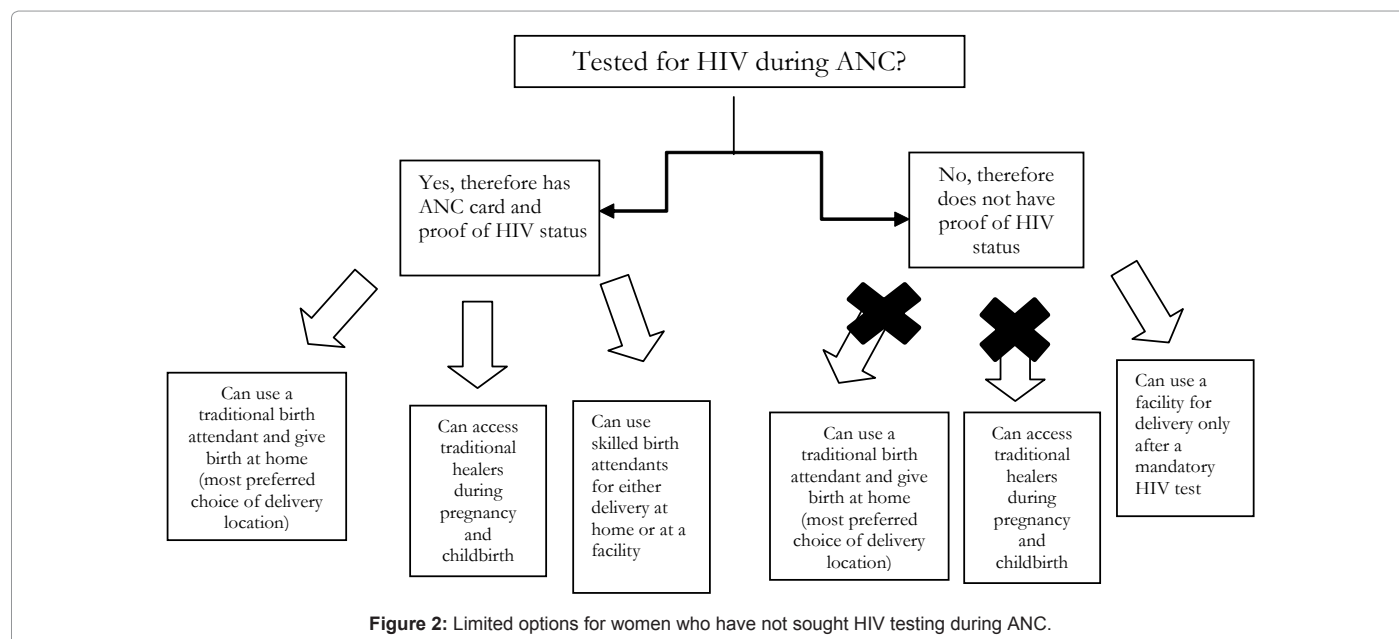 Tested for HIV during ANC?
Yes, therefore has
ANC card and
proof of HIV status
No, therefore
does not have
proof of HIV
status
Can use a
traditional birth
attendant and give
birth at home
(most preferred
choice of delivery
location)
Can access
traditional
healers
during
pregnancy
and
childbirth
Can use
skilled birth
attendants
for either
delivery at
home or at a
facility
Can use a
traditional birth
attendant and give
birth at home
(most preferred
choice of delivery
location)
Can access
traditional
healers
during
pregnancy
and
childbirth
Can use a
facility for
delivery only
after a
mandatory
HIV test
Figure 2: Limited options for women who have not sought HIV testing during ANC.